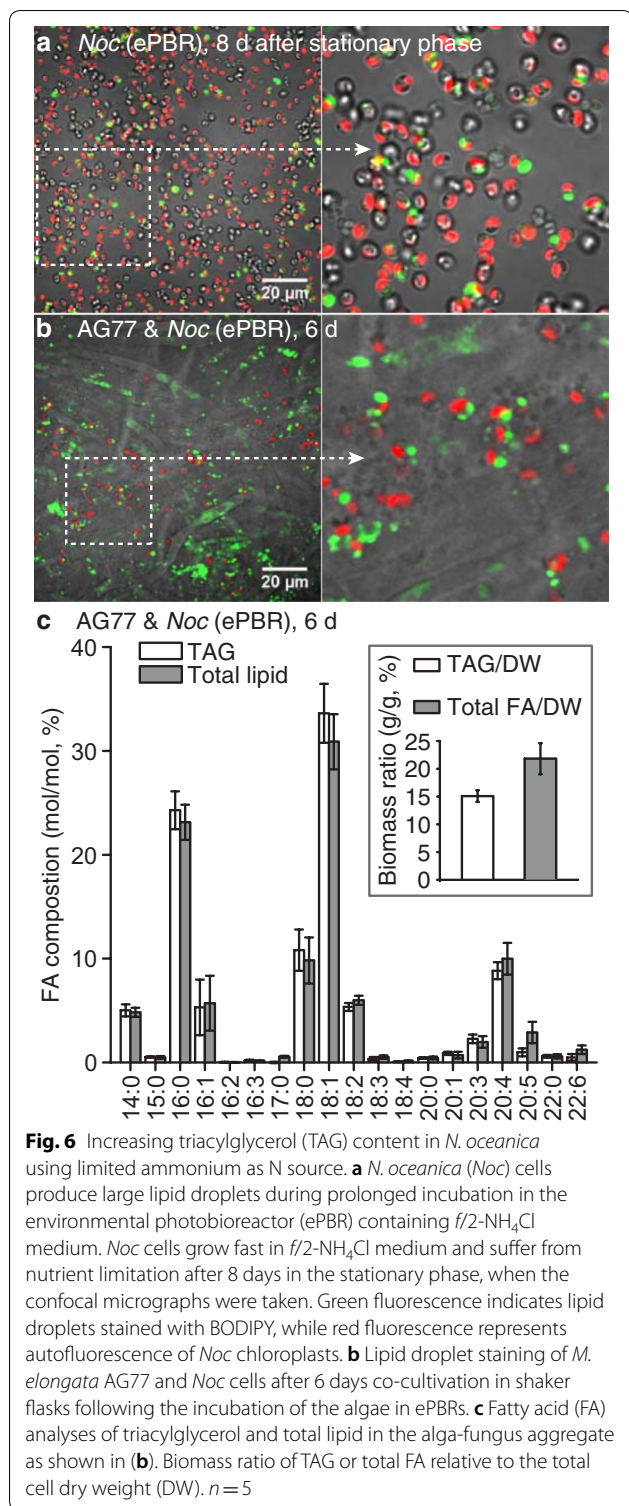 a Noc (ePBR), 8 d after stationary phase
20 µm
b AG77 & Noc (ePBR), 6 d
20 µm
c AG77 & Noc (ePBR), 6 d
TAG
Total lipid
TAG/DW
Total FA/DW
Biomass ratio (g/g, %)
25
20
15
10
5
0
FA compostion (mol/mol, %)
40
30
20
10
0
14:0 15:0 16:0 16:1 16:2 16:3 17:0 18:0 18:1 18:2 18:3 18:4 20:0 20:1 20:3 20:4 20:5 22:0 22:6
Fig. 6 Increasing triacylglycerol (TAG) content in N. oceanica
using limited ammonium as N source. a N. oceanica (Noc) cells
produce large lipid droplets during prolonged incubation in the
environmental photobioreactor (ePBR) containing f/2-NH₄Cl
medium. Noc cells grow fast in f/2-NH₄Cl medium and suffer from
nutrient limitation after 8 days in the stationary phase, when the
confocal micrographs were taken. Green fluorescence indicates lipid
droplets stained with BODIPY, while red fluorescence represents
autofluorescence of Noc chloroplasts. b Lipid droplet staining of M.
elongata AG77 and Noc cells after 6 days co-cultivation in shaker
flasks following the incubation of the algae in ePBRs. c Fatty acid (FA)
analyses of triacylglycerol and total lipid in the alga-fungus aggregate
as shown in (b). Biomass ratio of TAG or total FA relative to the total
cell dry weight (DW). n = 5